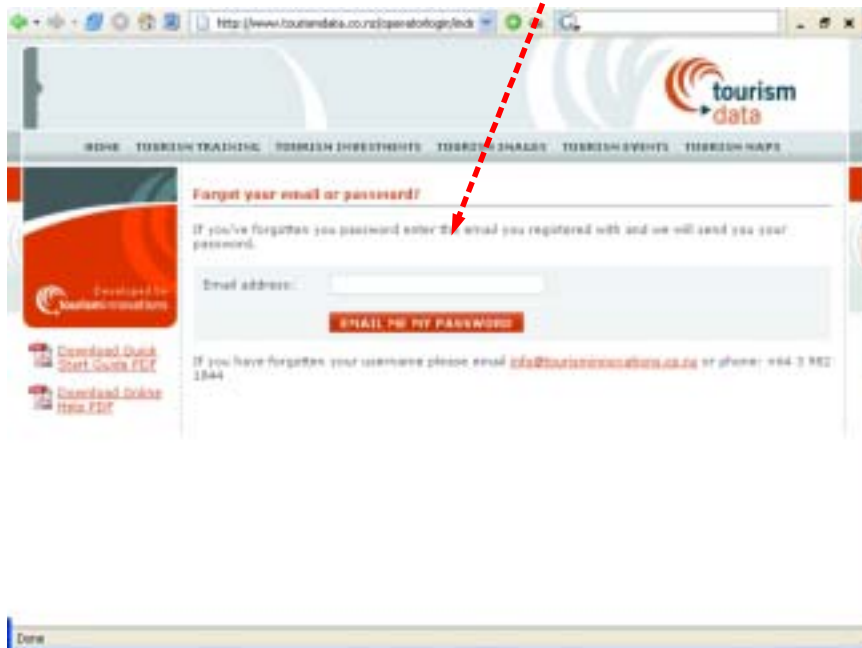 http://www.tourismdata.co.nz/operatorlogin/ind
tourism
data
HOME TOURISM TRAINING TOURISM INVESTMENTS TOURISM IMAGES TOURISM EVENTS TOURISM MAPS
Forgot your email or password?
If you've forgotten you password enter the email you registered with and we will send you your
password.
Email address:
EMAIL ME MY PASSWORD
Developed by
tourisminnovations
Download Quick
Start Guide PDF
Download Online
Help PDF
If you have forgotten your username please email info@tourisminnovations.co.nz or phone: +64 3 982
Done